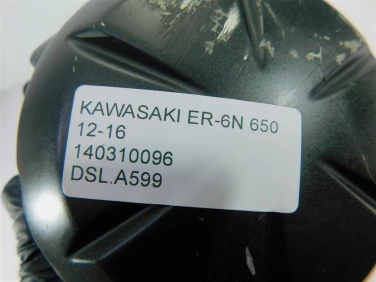 KAWASAKI ER-6N 650
12-16
140310096
DSL.A599